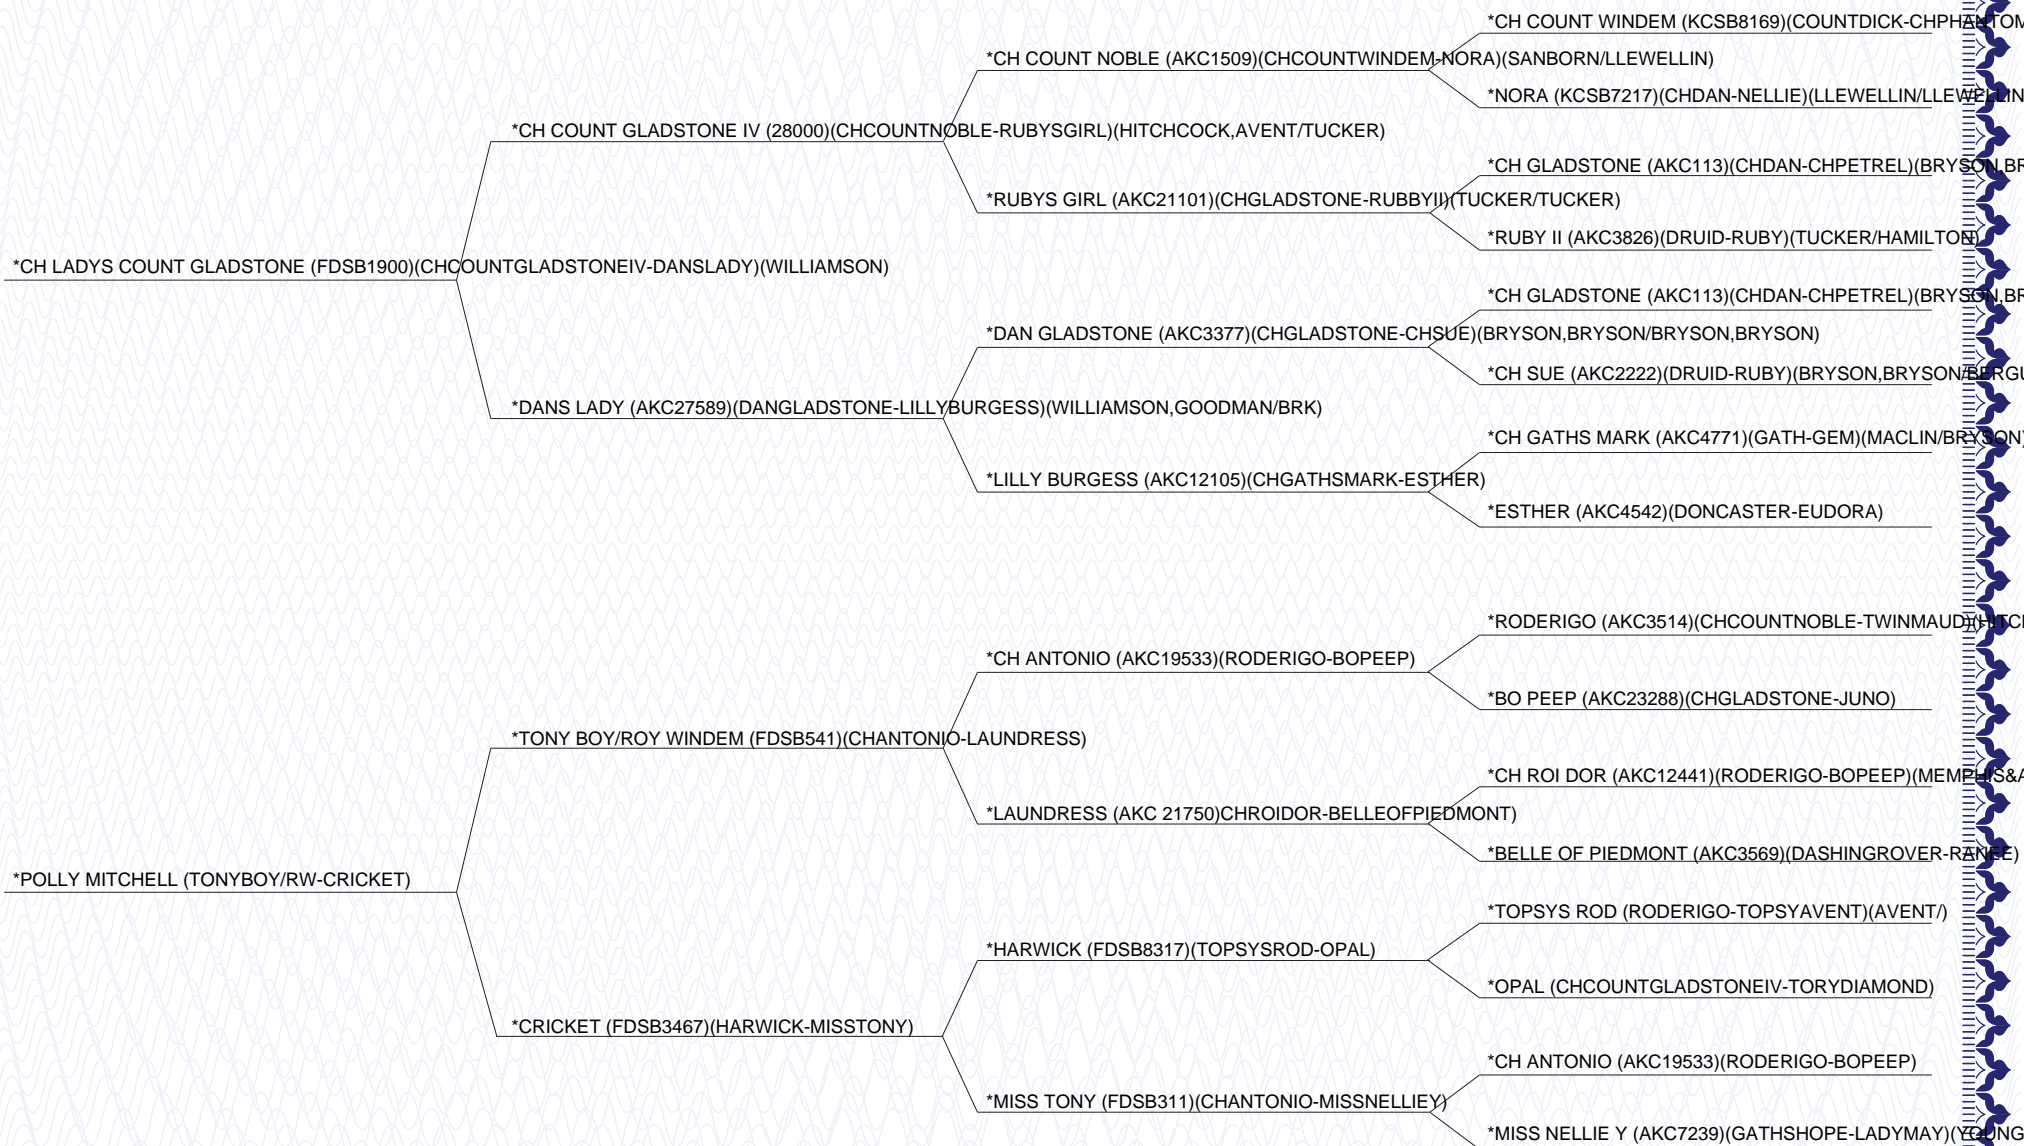 *CH COUNT WINDEM (KCSB8169)(COUNTDICK-CHPHANTOM
*CH COUNT NOBLE (AKC1509)(CHCOUNTWINDEM-NORA)(SANBORN/LLEWELLIN)
*NORA (KCSB7217)(CHDAN-NELLIE)(LLEWELLIN/LLEWELLIN
*CH COUNT GLADSTONE IV (28000)(CHCOUNTNOBLE-RUBYSGIRL)(HITCHCOCK,AVENT/TUCKER)
*CH GLADSTONE (AKC113)(CHDAN-CHPETREL)(BRYSON,BR
*RUBYS GIRL (AKC21101)(CHGLADSTONE-RUBBYII)(TUCKER/TUCKER)
*RUBY II (AKC3826)(DRUID-RUBY)(TUCKER/HAMILTON)
*CH LADYS COUNT GLADSTONE (FDSB1900)(CHCOUNTGLADSTONEIV-DANSLADY)(WILLIAMSON)
*CH GLADSTONE (AKC113)(CHDAN-CHPETREL)(BRYSON,BR
*DAN GLADSTONE (AKC3377)(CHGLADSTONE-CHSUE)(BRYSON,BRYSON/BRYSON,BRYSON)
*CH SUE (AKC2222)(DRUID-RUBY)(BRYSON,BRYSON/BERGU
*DANS LADY (AKC27589)(DANGLADSTONE-LILLYBURGESS)(WILLIAMSON,GOODMAN/BRK)
*CH GATHS MARK (AKC4771)(GATH-GEM)(MACLIN/BRYSON)
*LILLY BURGESS (AKC12105)(CHGATHSMARK-ESTHER)
*ESTHER (AKC4542)(DONCASTER-EUDORA)
*RODERIGO (AKC3514)(CHCOUNTNOBLE-TWINMAUD)(HITC
*CH ANTONIO (AKC19533)(RODERIGO-BOPEEP)
*BO PEEP (AKC23288)(CHGLADSTONE-JUNO)
*TONY BOY/ROY WINDEM (FDSB541)(CHANTONIO-LAUNDRESS)
*CH ROI DOR (AKC12441)(RODERIGO-BOPEEP)(MEMPHIS&A
*LAUNDRESS (AKC 21750)CHROIDOR-BELLEOFPIEDMONT)
*BELLE OF PIEDMONT (AKC3569)(DASHINGROVER-RANEE)
*POLLY MITCHELL (TONYBOY/RW-CRICKET)
*TOPSYS ROD (RODERIGO-TOPSYAVENT)(AVENT/)
*HARWICK (FDSB8317)(TOPSYSROD-OPAL)
*OPAL (CHCOUNTGLADSTONEIV-TORYDIAMOND)
*CRICKET (FDSB3467)(HARWICK-MISSTONY)
*CH ANTONIO (AKC19533)(RODERIGO-BOPEEP)
*MISS TONY (FDSB311)(CHANTONIO-MISSNELLIEY)
*MISS NELLIE Y (AKC7239)(GATHSHOPE-LADYMAY)(YOUNG